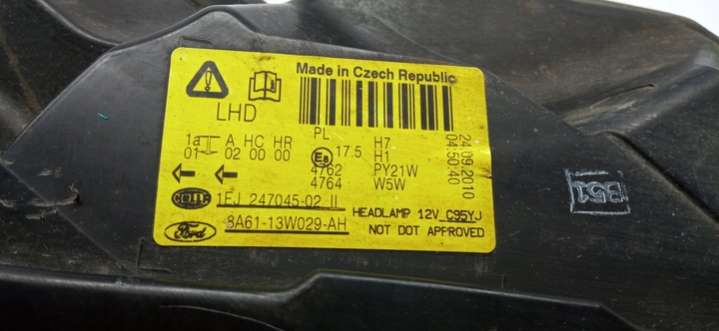 Made in Czech Republic
LHD
1a A HC HR PL H7
01 02 00 00 E8 17.5 H1
4762 PY21W
4764 W5W
24.09.2010
04:50:40
HELLA 1EJ 247045-02 II
HEADLAMP 12V C95YJ
Ford 8A61-13W029-AH
NOT DOT APPROVED
B51